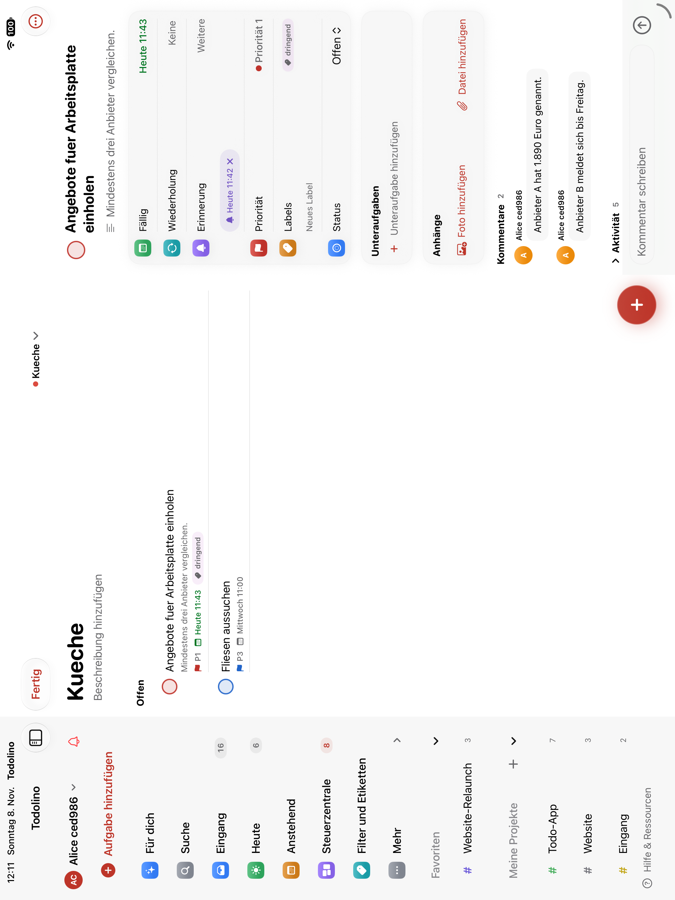 12:11 Sonntag 8. Nov. Todolino
100
Todolino
AC Alice ced986
Aufgabe hinzufügen
Für dich
Suche
Eingang 16
Heute 6
Anstehend
Steuerzentrale 8
Filter und Etiketten
Mehr
Favoriten
# Website-Relaunch 3
Meine Projekte
# Todo-App 7
# Website 3
# Eingang 2
Hilfe & Ressourcen
Fertig
Kueche
Kueche
Beschreibung hinzufügen
Offen
Angebote fuer Arbeitsplatte einholen
Mindestens drei Anbieter vergleichen.
P1 Heute 11:43 dringend
Fliesen aussuchen
P3 Mittwoch 11:00
Angebote fuer Arbeitsplatte
einholen
Mindestens drei Anbieter vergleichen.
Fällig Heute 11:43
Wiederholung Keine
Erinnerung Weitere
Heute 11:42 ×
Priorität Priorität 1
Labels dringend
Neues Label
Status Offen
Unteraufgaben
+ Unteraufgabe hinzufügen
Anhänge
Foto hinzufügen Datei hinzufügen
Kommentare 2
A Alice ced986
Anbieter A hat 1.890 Euro genannt.
A Alice ced986
Anbieter B meldet sich bis Freitag.
Aktivität 5
Kommentar schreiben